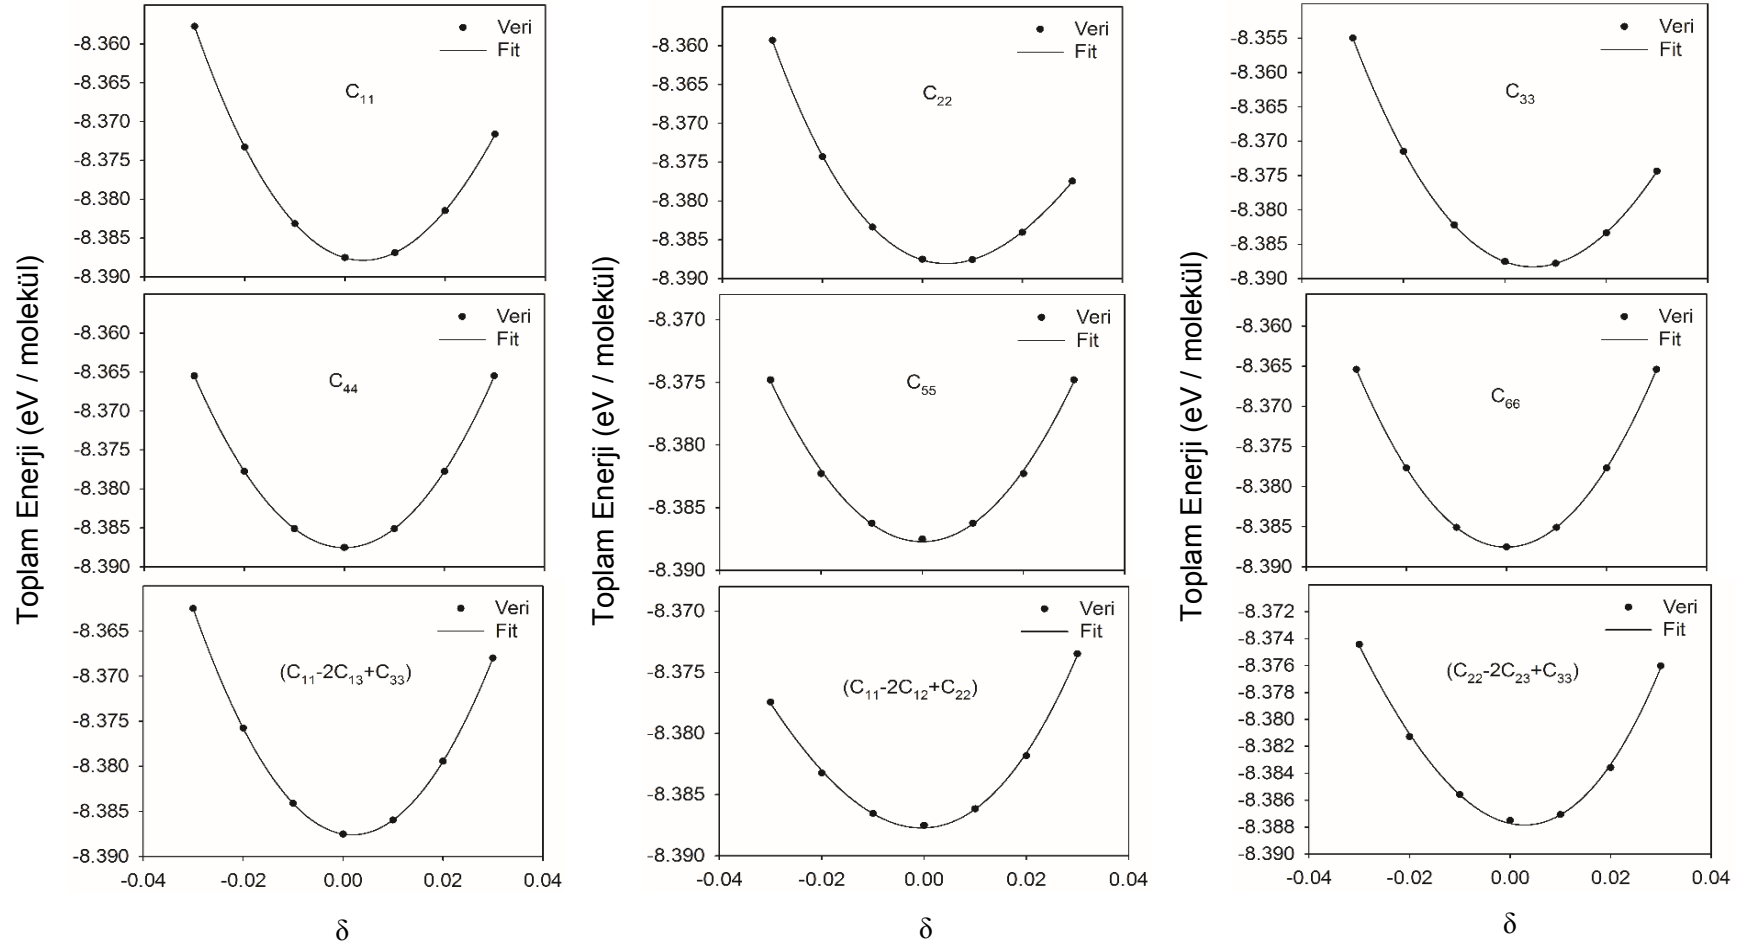 Toplam Enerji (eV / molekül)
-8.360
-8.365
-8.370
-8.375
-8.380
-8.385
-8.390
Veri
Fit
C11
-8.360
-8.365
-8.370
-8.375
-8.380
-8.385
-8.390
Veri
Fit
C44
-8.365
-8.370
-8.375
-8.380
-8.385
-8.390
Veri
Fit
(C11-2C13+C33)
-0.04 -0.02 0.00 0.02 0.04
δ
Toplam Enerji (eV / molekül)
-8.360
-8.365
-8.370
-8.375
-8.380
-8.385
-8.390
Veri
Fit
C22
-8.370
-8.375
-8.380
-8.385
-8.390
Veri
Fit
C55
-8.370
-8.375
-8.380
-8.385
-8.390
Veri
Fit
(C11-2C12+C22)
-0.04 -0.02 0.00 0.02 0.04
δ
Toplam Enerji (eV / molekül)
-8.355
-8.360
-8.365
-8.370
-8.375
-8.380
-8.385
-8.390
Veri
Fit
C33
-8.360
-8.365
-8.370
-8.375
-8.380
-8.385
-8.390
Veri
Fit
C66
-8.372
-8.374
-8.376
-8.378
-8.380
-8.382
-8.384
-8.386
-8.388
-8.390
Veri
Fit
(C22-2C23+C33)
-0.04 -0.02 0.00 0.02 0.04
δ